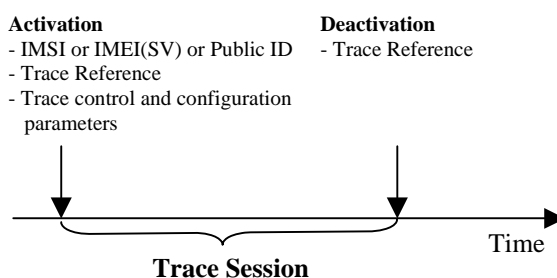 Activation
- IMSI or IMEI(SV) or Public ID
- Trace Reference
- Trace control and configuration
parameters
Deactivation
- Trace Reference
Time
Trace Session